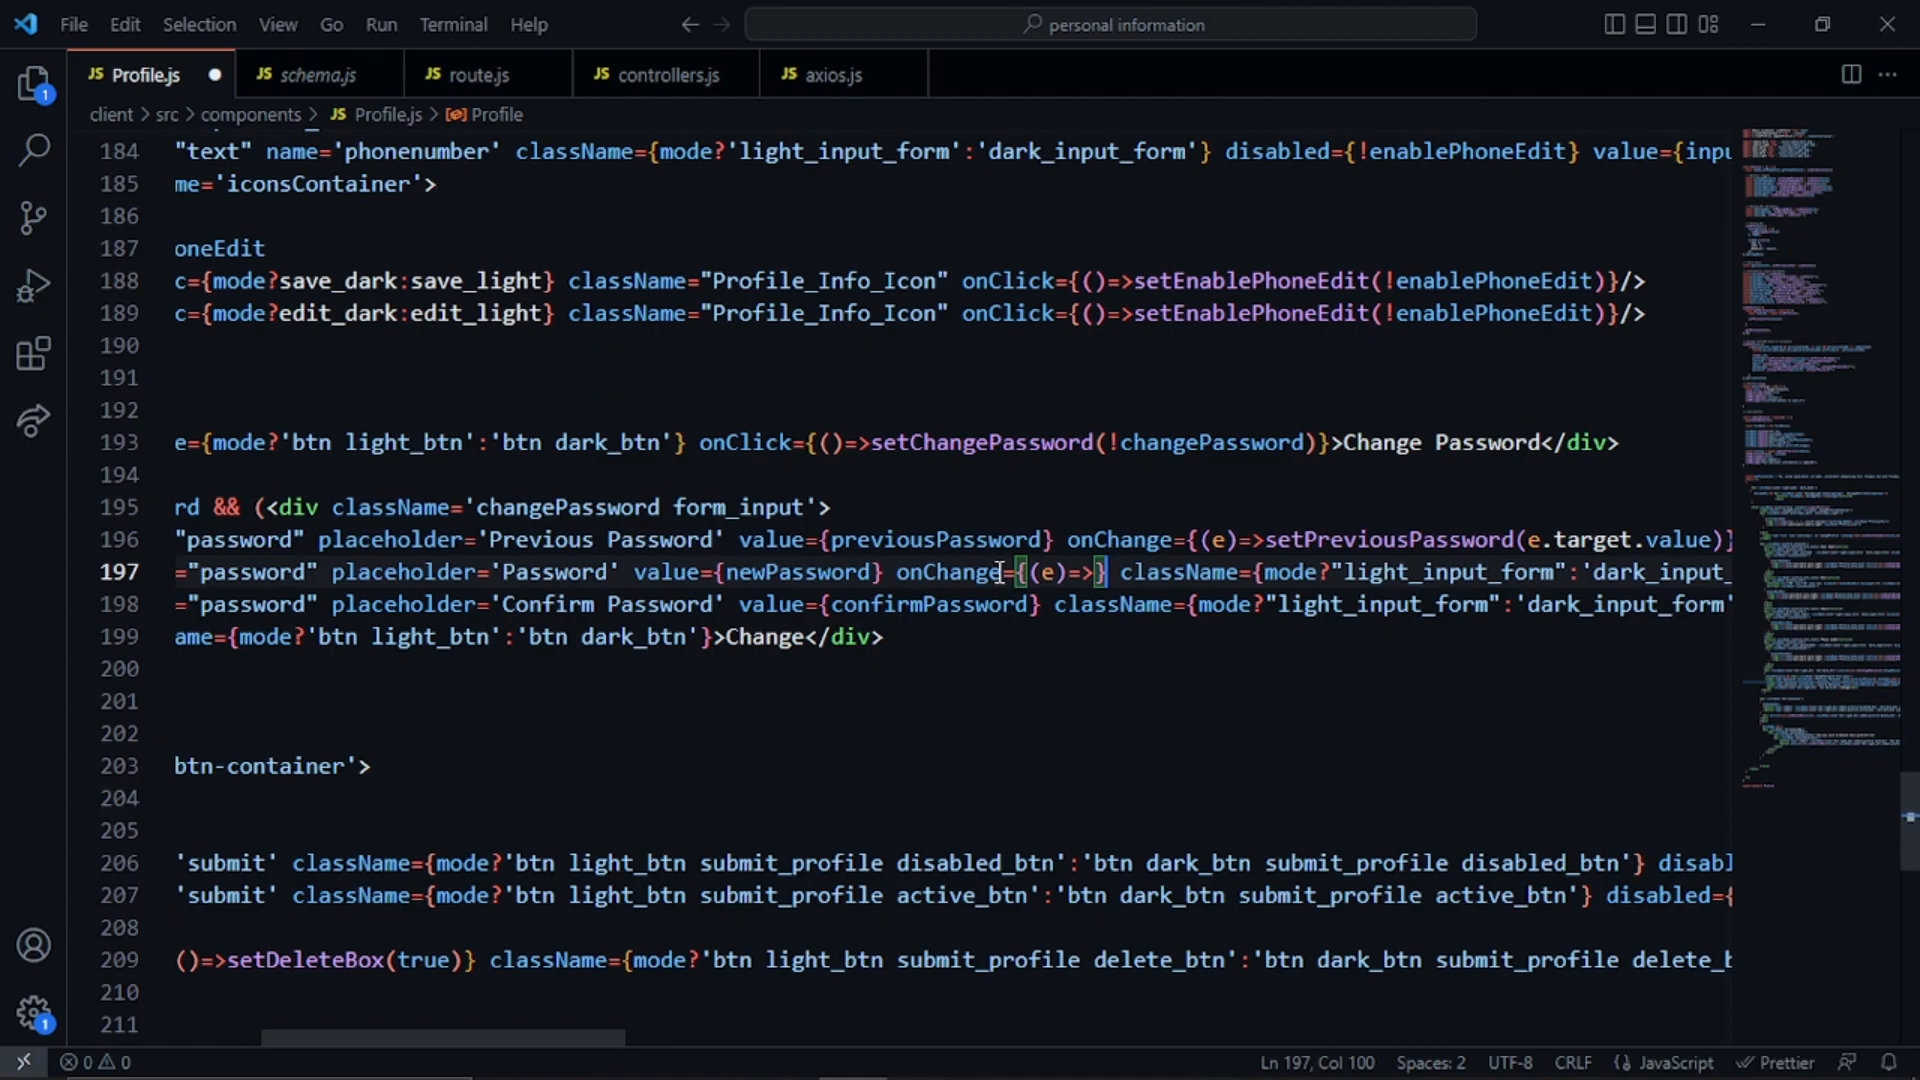 File Edit Selection View Go Run Terminal Help
personal information
JS Profile.js
JS schema.js
JS route.js
JS controllers.js
JS axios.js
client > src > components > JS Profile.js > Profile
184 "text" name='phonenumber' className={mode?'light_input_form':'dark_input_form'} disabled={!enablePhoneEdit} value={inpu
185 me='iconsContainer'>
186
187 oneEdit
188 c={mode?save_dark:save_light} className="Profile_Info_Icon" onClick={()=>setEnablePhoneEdit(!enablePhoneEdit)}/>
189 c={mode?edit_dark:edit_light} className="Profile_Info_Icon" onClick={()=>setEnablePhoneEdit(!enablePhoneEdit)}/>
190
191
192
193 e={mode?'btn light_btn':'btn dark_btn'} onClick={()=>setChangePassword(!changePassword)}>Change Password</div>
194
195 rd && (<div className='changePassword form_input'>
196 "password" placeholder='Previous Password' value={previousPassword} onChange={(e)=>setPreviousPassword(e.target.value)}
197 ="password" placeholder='Password' value={newPassword} onChange={(e)=>} className={mode?"light_input_form":'dark_input_
198 ="password" placeholder='Confirm Password' value={confirmPassword} className={mode?"light_input_form":'dark_input_form'
199 ame={mode?'btn light_btn':'btn dark_btn'}>Change</div>
200
201
202
203 btn-container'>
204
205
206 'submit' className={mode?'btn light_btn submit_profile disabled_btn':'btn dark_btn submit_profile disabled_btn'} disabl
207 'submit' className={mode?'btn light_btn submit_profile active_btn':'btn dark_btn submit_profile active_btn'} disabled={
208
209 ()=>setDeleteBox(true)} className={mode?'btn light_btn submit_profile delete_btn':'btn dark_btn submit_profile delete_b
210
211
1
1
0 0
Ln 197, Col 100
Spaces: 2
UTF-8
CRLF
JavaScript
Prettier